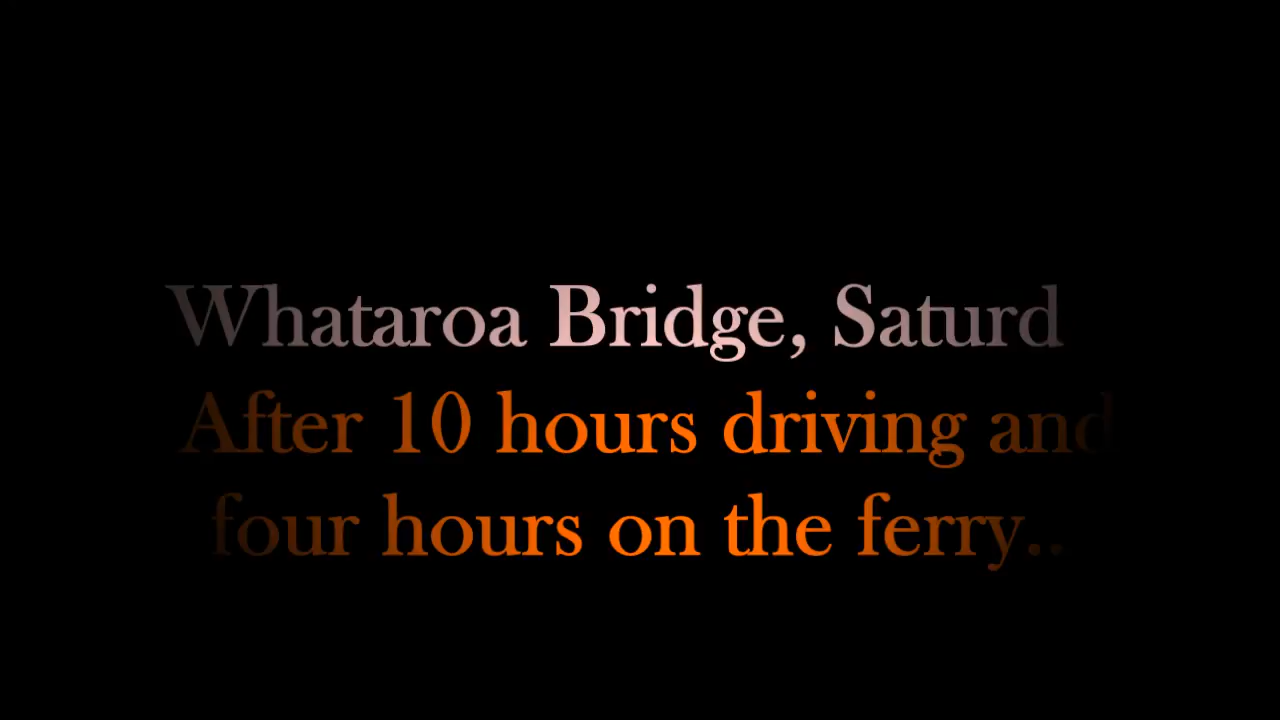 Whataroa Bridge, Saturd
After 10 hours driving and
four hours on the ferry..